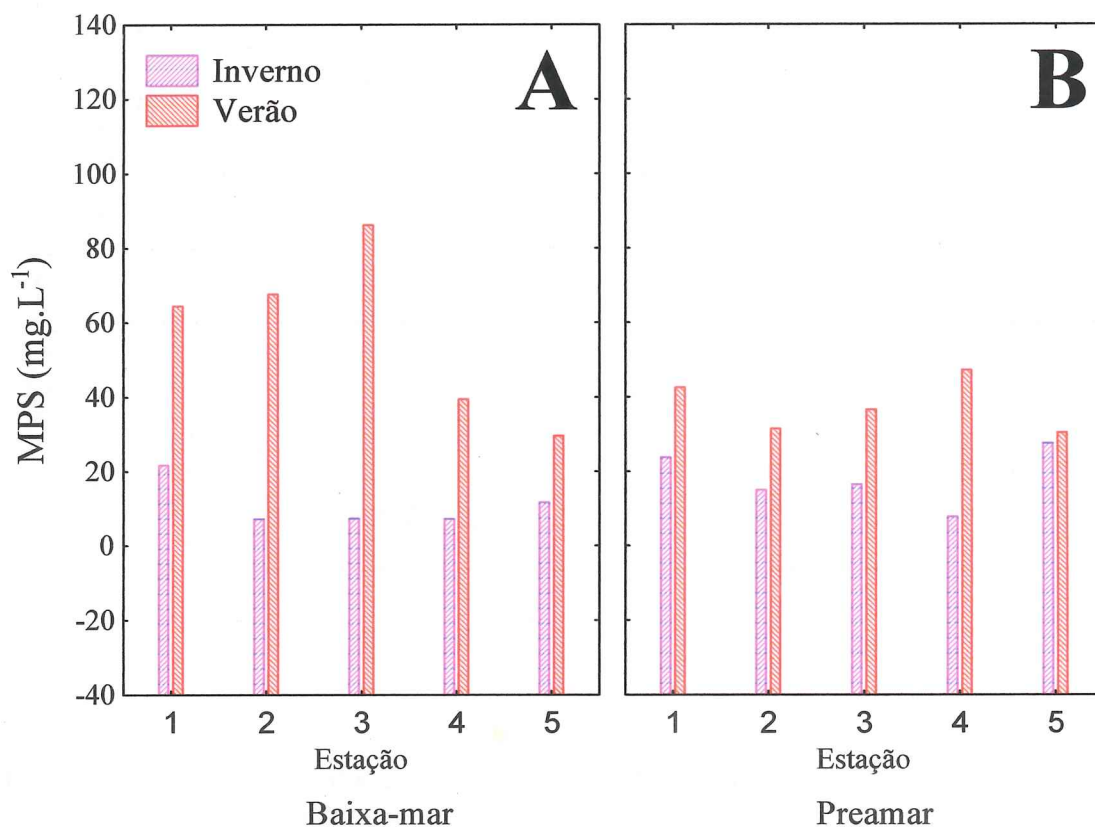 MPS (mg.L-1)
140
120
100
80
60
40
20
0
-20
-40
Inverno
Verão
A
1 2 3 4 5
Estação
Baixa-mar
B
1 2 3 4 5
Estação
Preamar